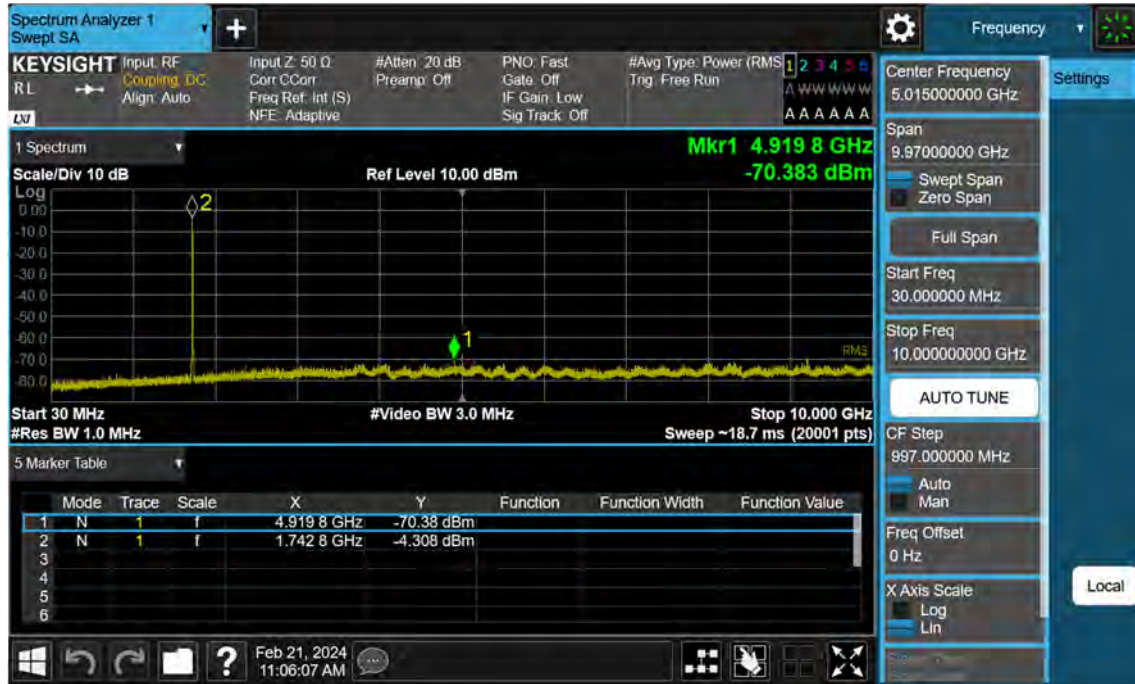 Spectrum Analyzer 1
Swept SA
+
Frequency
KEYSIGHT
RL
LXI
Input: RF
Coupling: DC
Align: Auto
Input Z: 50 Ω
Corr CCorr
Freq Ref: Int (S)
NFE: Adaptive
#Atten: 20 dB
Preamp: Off
PNO: Fast
Gate: Off
IF Gain: Low
Sig Track: Off
#Avg Type: Power (RMS
Trig: Free Run
1 2 3 4 5 6
A W W W W W
A A A A A A
1 Spectrum
Mkr1 4.919 8 GHz
Scale/Div 10 dB
Ref Level 10.00 dBm
-70.383 dBm
Log
0.00
-10.0
-20.0
-30.0
-40.0
-50.0
-60.0
-70.0
-80.0
2
1
RMS
Start 30 MHz
#Video BW 3.0 MHz
Stop 10.000 GHz
#Res BW 1.0 MHz
Sweep ~18.7 ms (20001 pts)
5 Marker Table
Mode Trace Scale X Y Function Function Width Function Value
1 N 1 f 4.919 8 GHz -70.38 dBm
2 N 1 f 1.742 8 GHz -4.308 dBm
3
4
5
6
?
Feb 21, 2024
11:06:07 AM
Center Frequency
5.015000000 GHz
Settings
Span
9.97000000 GHz
Swept Span
Zero Span
Full Span
Start Freq
30.000000 MHz
Stop Freq
10.000000000 GHz
AUTO TUNE
CF Step
997.000000 MHz
Auto
Man
Freq Offset
0 Hz
X Axis Scale
Log
Lin
Local